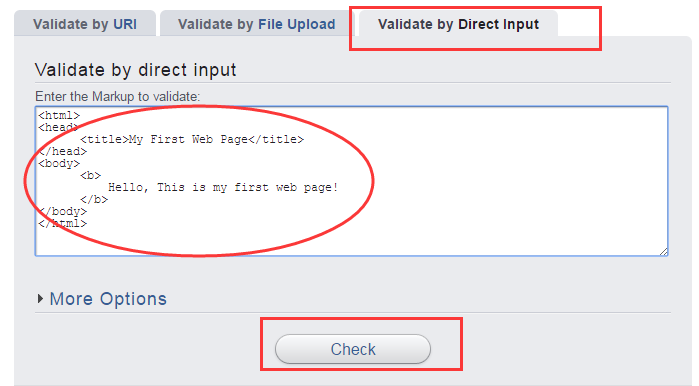 Validate by URI Validate by File Upload Validate by Direct Input
Validate by direct input
Enter the Markup to validate:
<html>
<head>
<title>My First Web Page</title>
</head>
<body>
<b>
Hello, This is my first web page!
</b>
</body>
</html>
More Options
Check